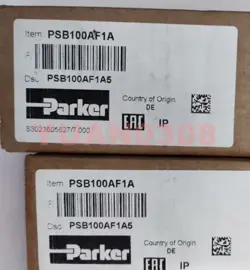 Item PSB100AF1A
F
Dsc PSB100AF1A5
Parker
Country of Origin
DE
EAC IP
YUANG308
Item PSB100AF1A
F
Dsc PSB100AF1A5
Parker
Country of Origin
DE
EAC IP